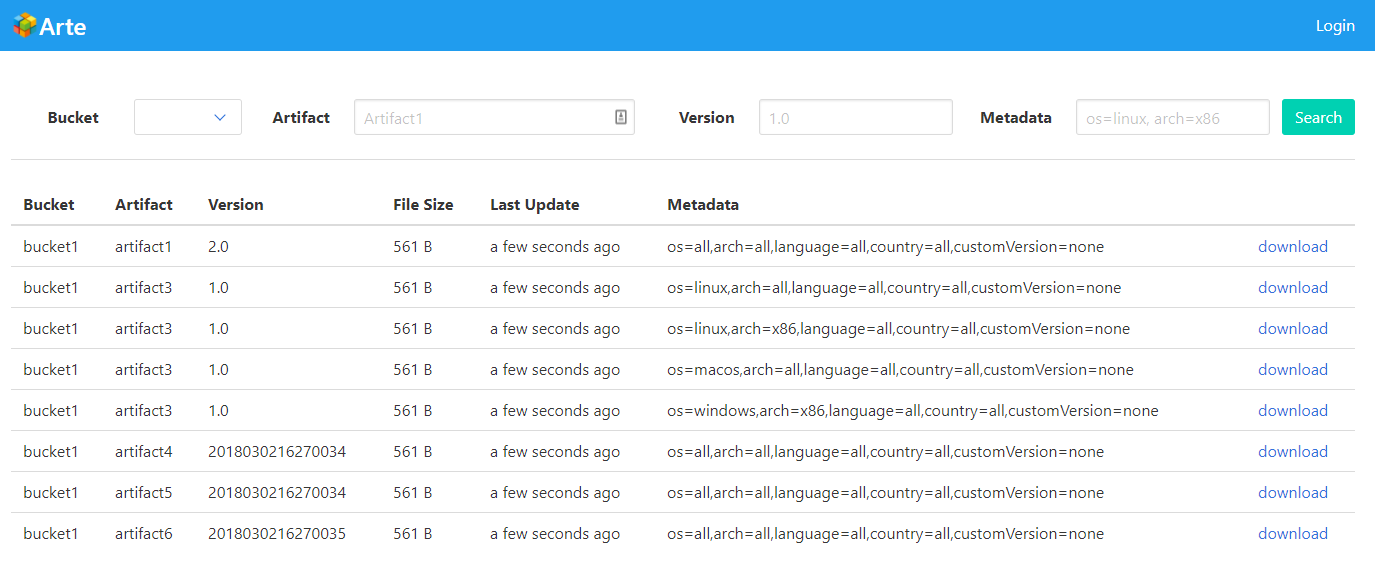 Arte Login
Bucket Artifact Artifact1 Version 1.0 Metadata os=linux, arch=x86 Search
Bucket Artifact Version File Size Last Update Metadata
bucket1 artifact1 2.0 561 B a few seconds ago os=all,arch=all,language=all,country=all,customVersion=none download
bucket1 artifact3 1.0 561 B a few seconds ago os=linux,arch=all,language=all,country=all,customVersion=none download
bucket1 artifact3 1.0 561 B a few seconds ago os=linux,arch=x86,language=all,country=all,customVersion=none download
bucket1 artifact3 1.0 561 B a few seconds ago os=macos,arch=all,language=all,country=all,customVersion=none download
bucket1 artifact3 1.0 561 B a few seconds ago os=windows,arch=x86,language=all,country=all,customVersion=none download
bucket1 artifact4 2018030216270034 561 B a few seconds ago os=all,arch=all,language=all,country=all,customVersion=none download
bucket1 artifact5 2018030216270034 561 B a few seconds ago os=all,arch=all,language=all,country=all,customVersion=none download
bucket1 artifact6 2018030216270035 561 B a few seconds ago os=all,arch=all,language=all,country=all,customVersion=none download